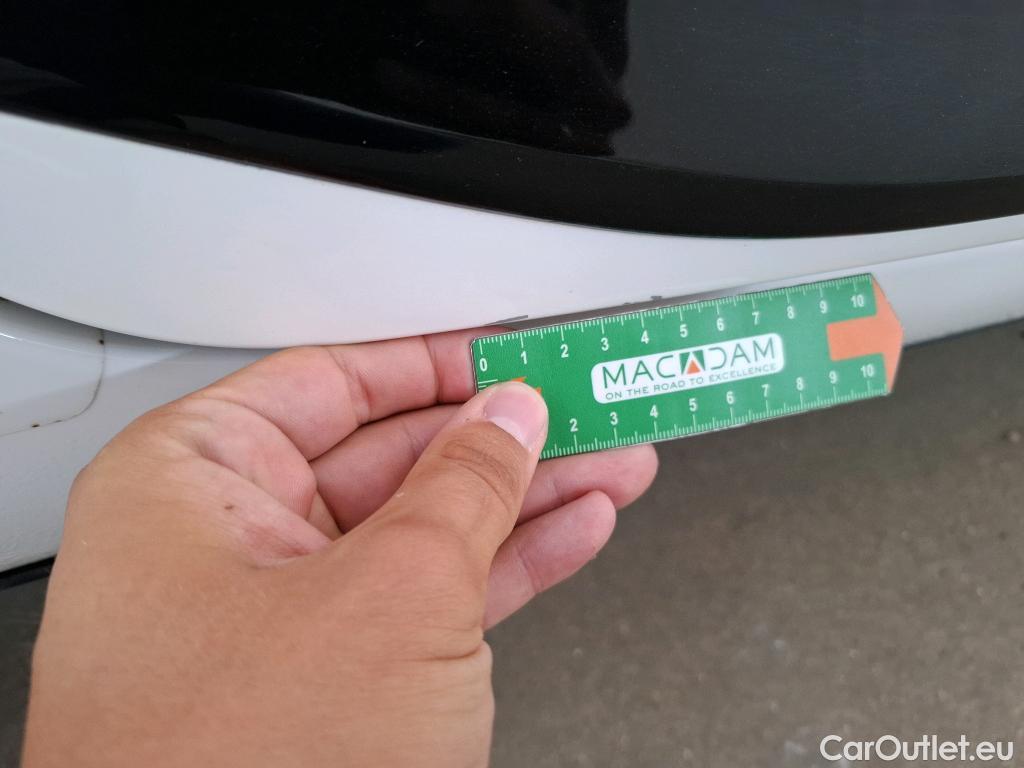 0 1 2 3 4 5 6 7 8 9 10
MACADAM
ON THE ROAD TO EXCELLENCE
2 3 4 5 6 7 8 9 10
CarOutlet.eu